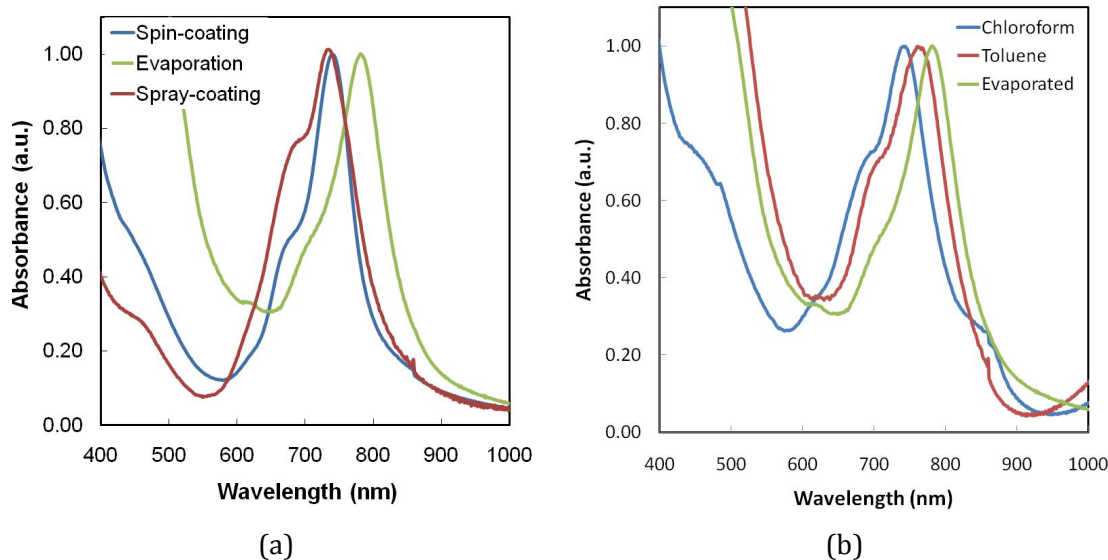 Spin-coating
Evaporation
Spray-coating
1.00
0.80
0.60
0.40
0.20
0.00
Absorbance (a.u.)
400 500 600 700 800 900 1000
Wavelength (nm)
(a)
Chloroform
Toluene
Evaporated
1.00
0.80
0.60
0.40
0.20
0.00
Absorbance (a.u.)
400 500 600 700 800 900 1000
Wavelength (nm)
(b)